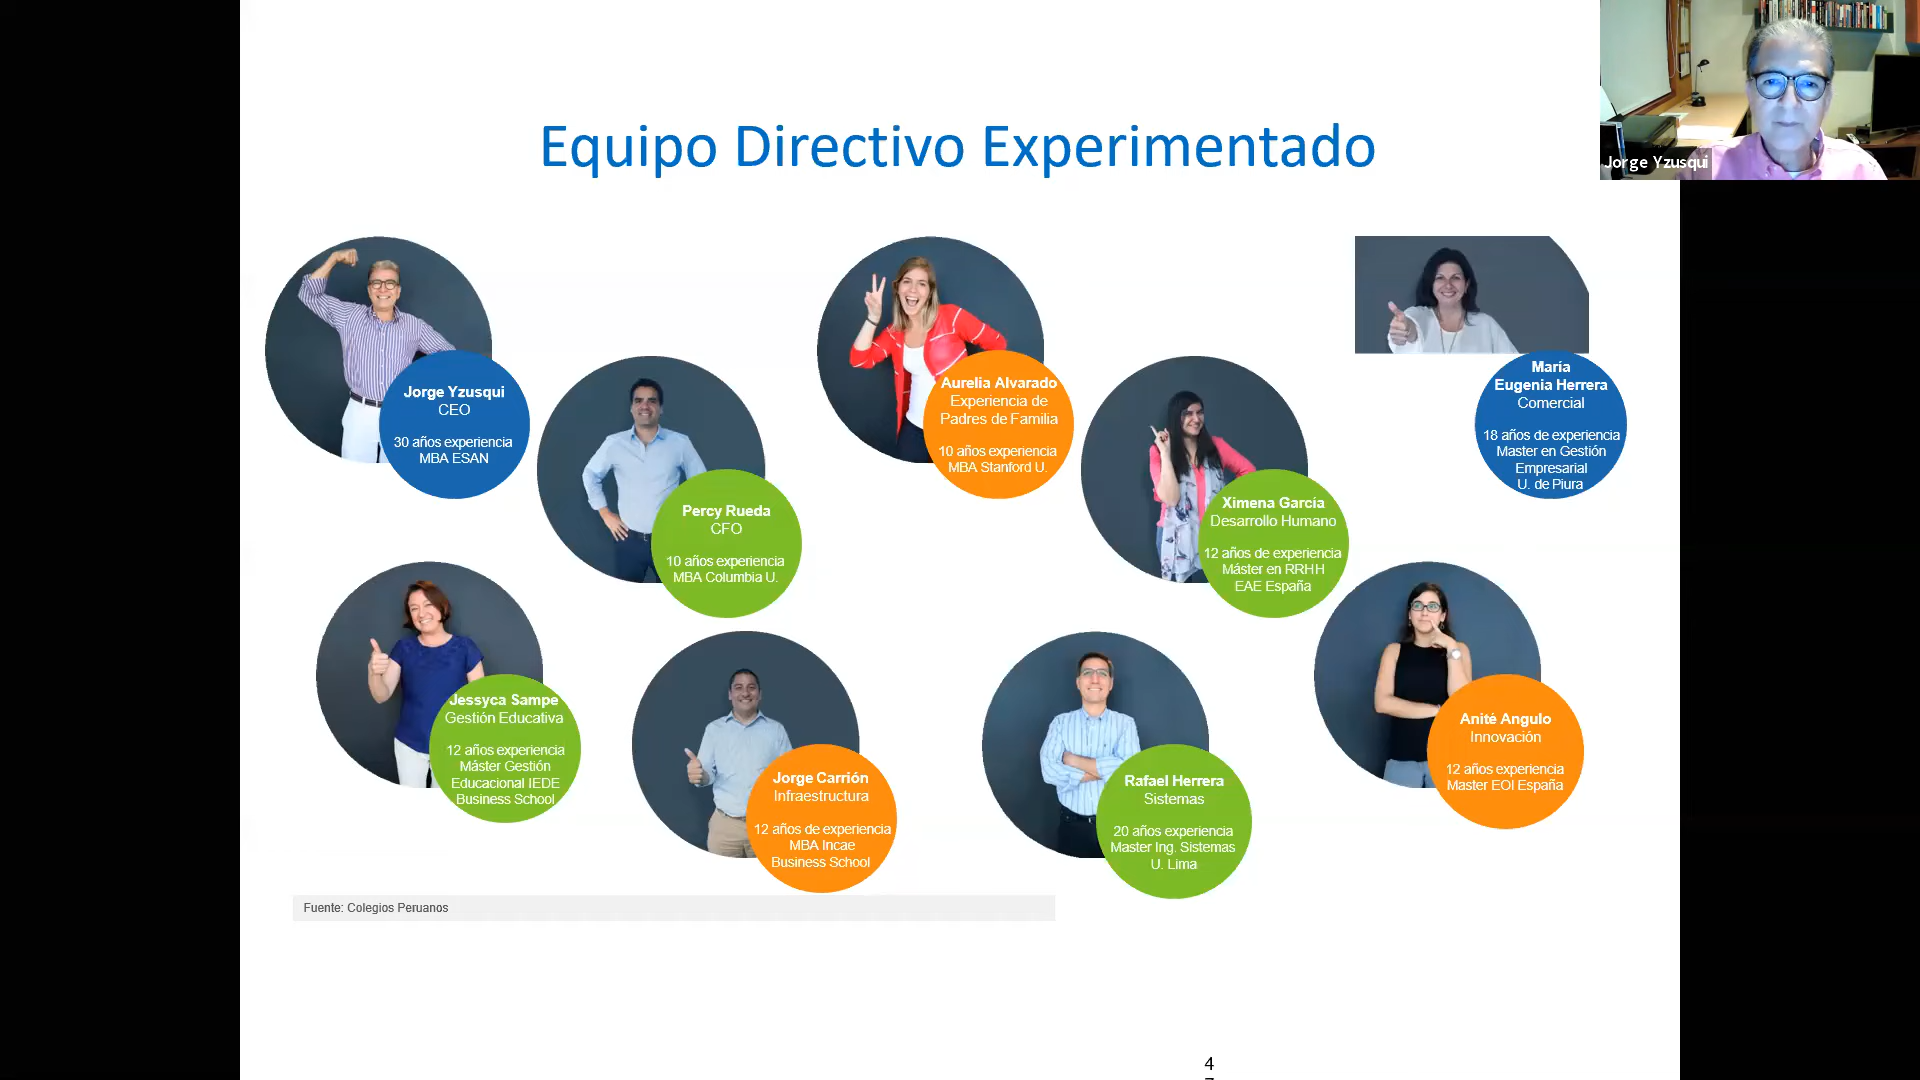 Equipo Directivo Experimentado
Jorge Yzusqui
Jorge Yzusqui
CEO
30 años experiencia
MBA ESAN
Percy Rueda
CFO
10 años experiencia
MBA Columbia U.
Aurelia Alvarado
Experiencia de
Padres de Familia
10 años experiencia
MBA Stanford U.
Ximena García
Desarrollo Humano
12 años de experiencia
Máster en RRHH
EAE España
María
Eugenia Herrera
Comercial
18 años de experiencia
Master en Gestión
Empresarial
U. de Piura
Jessyca Sampe
Gestión Educativa
12 años experiencia
Máster Gestión
Educacional IEDE
Business School
Jorge Carrión
Infraestructura
12 años de experiencia
MBA Incae
Business School
Rafael Herrera
Sistemas
20 años experiencia
Master Ing. Sistemas
U. Lima
Anité Angulo
Innovación
12 años experiencia
Master EOI España
Fuente: Colegios Peruanos
4